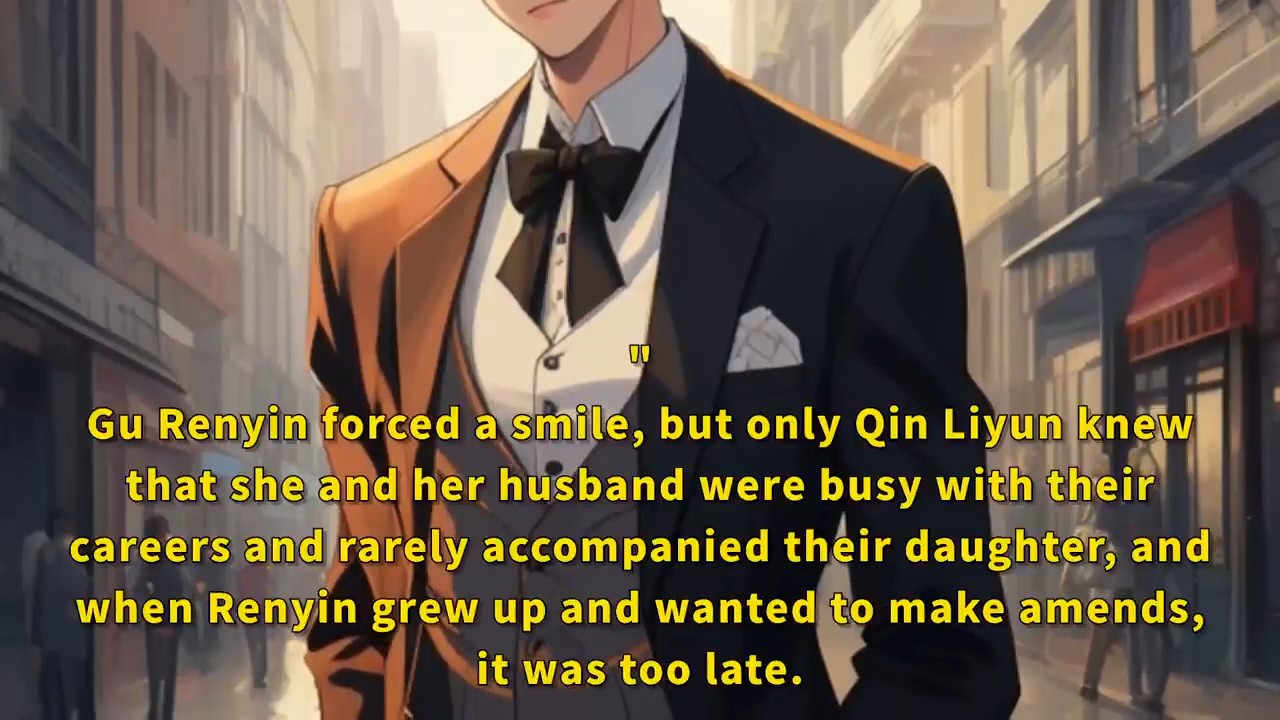 "
Gu Renyin forced a smile, but only Qin Liyun knew
that she and her husband were busy with their
careers and rarely accompanied their daughter, and
when Renyin grew up and wanted to make amends,
it was too late.